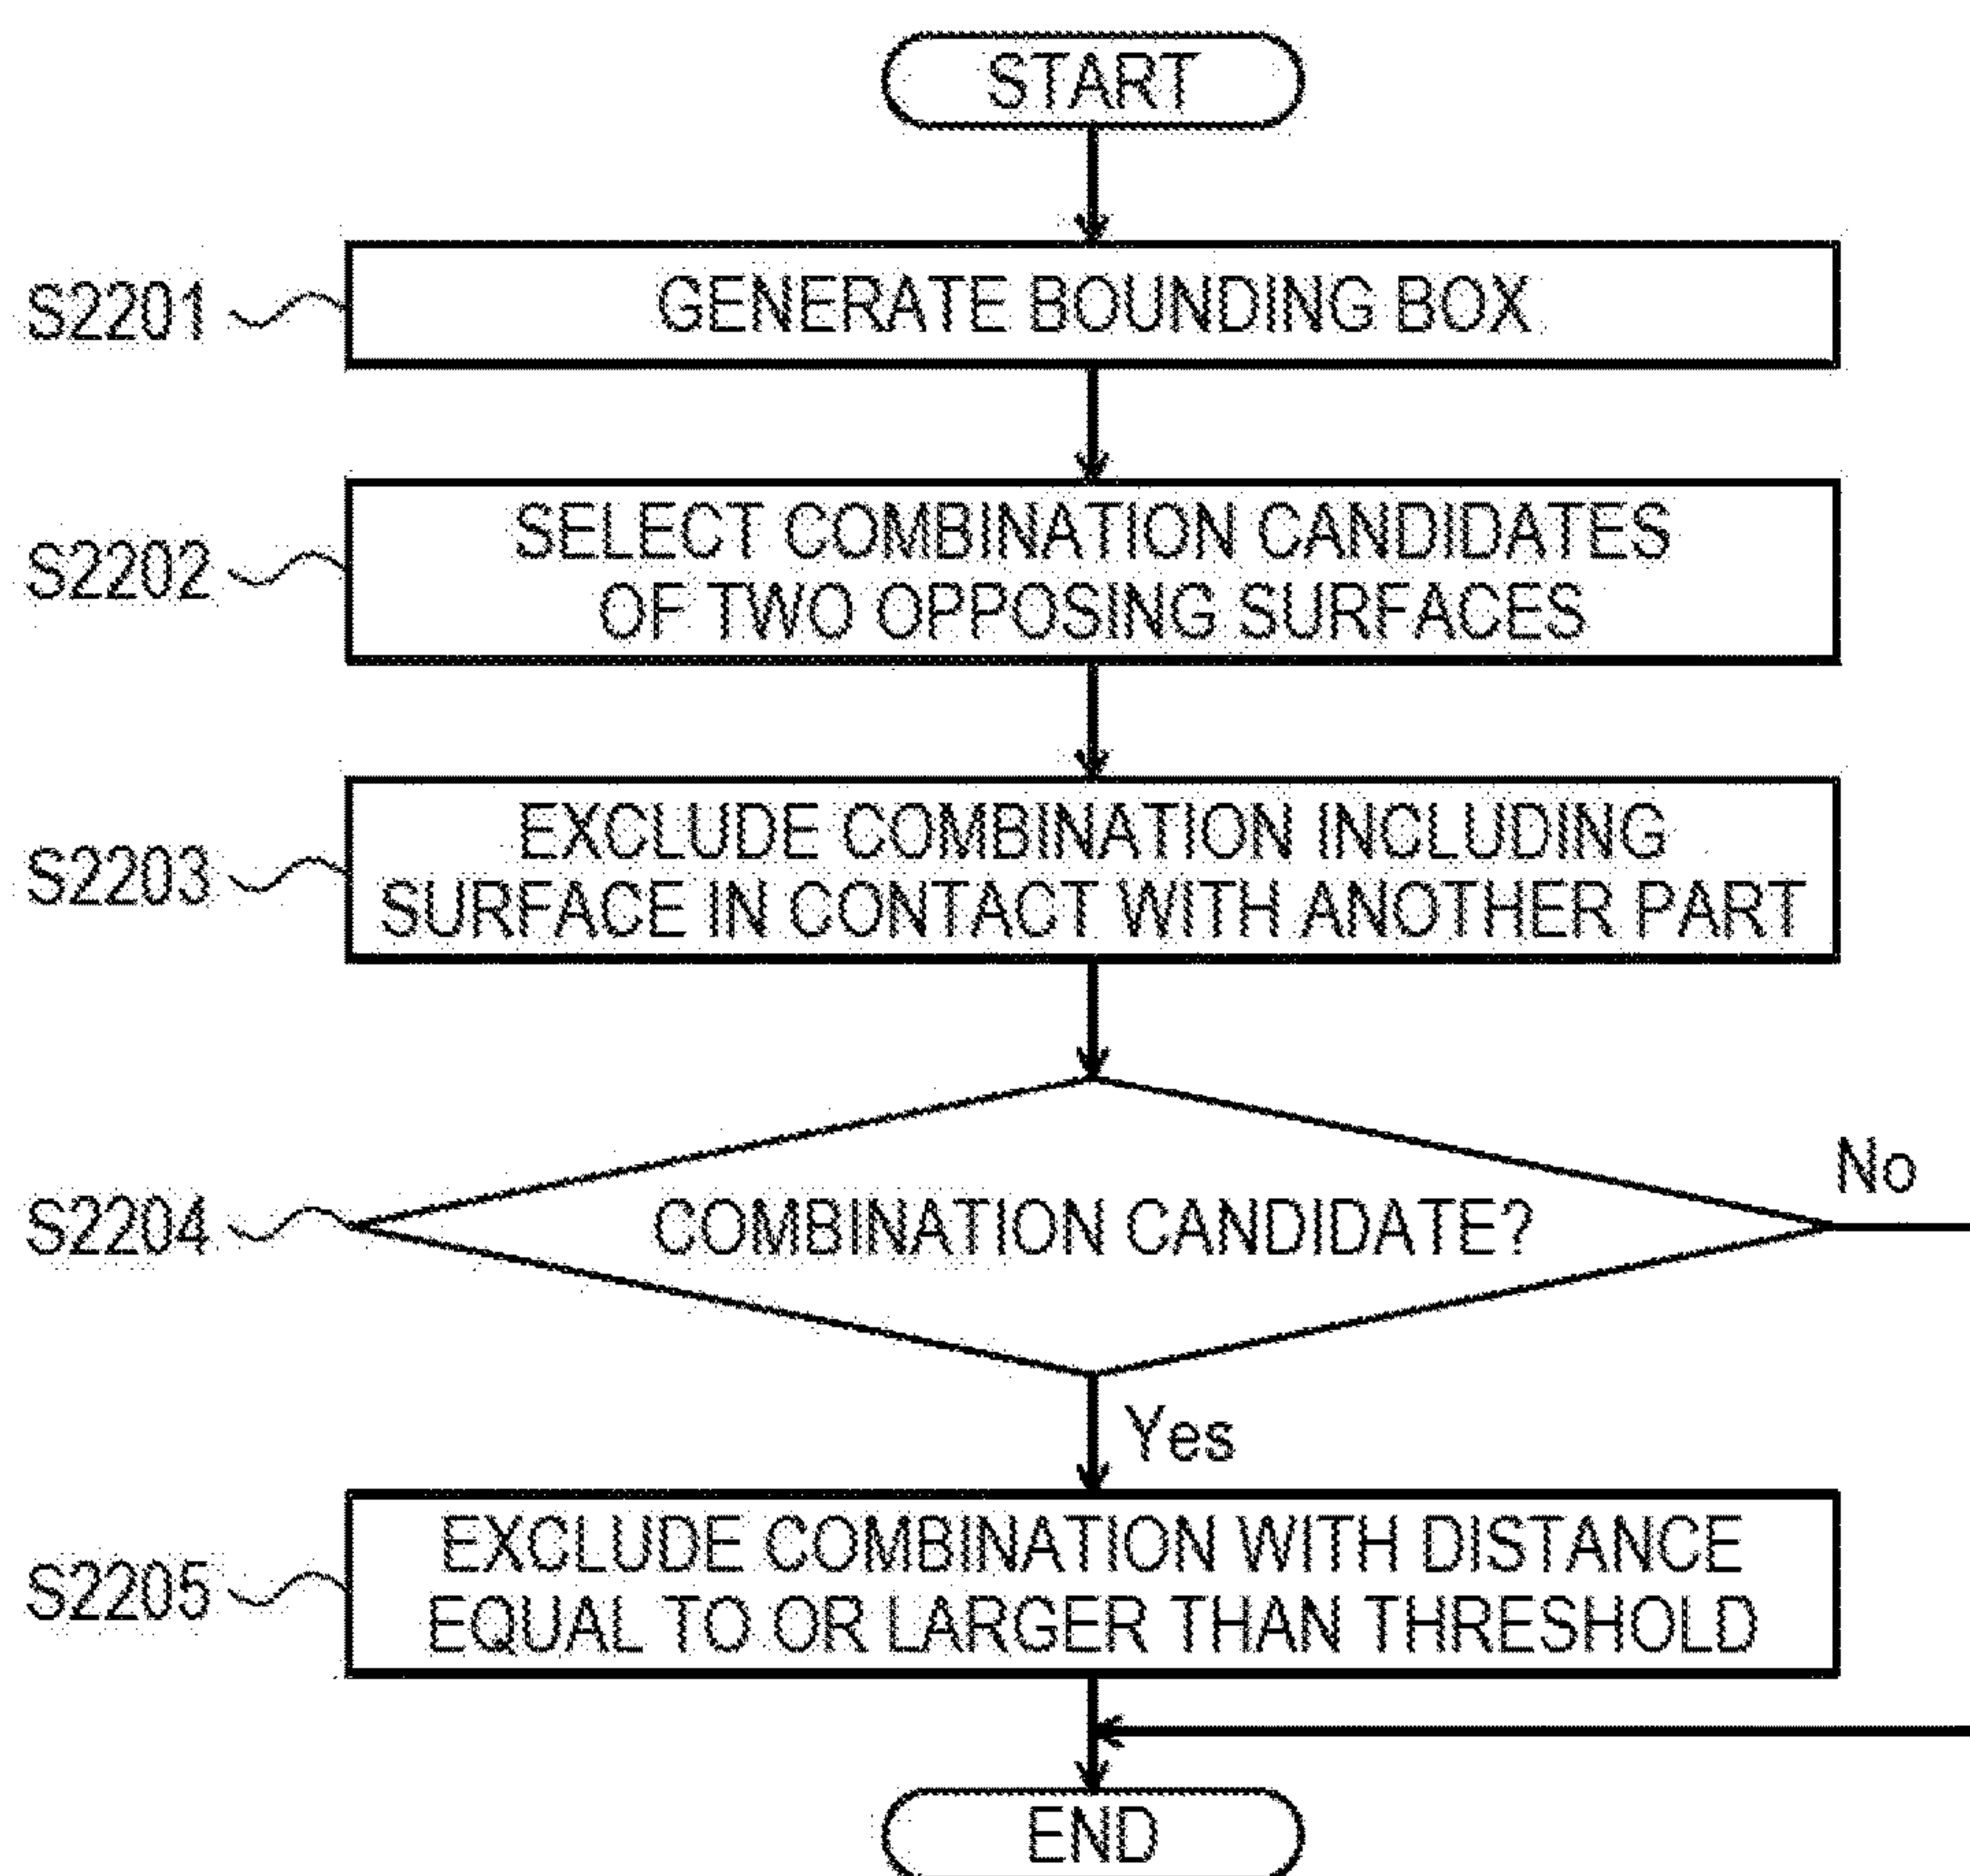 START
S2201
GENERATE BOUNDING BOX
S2202
SELECT COMBINATION CANDIDATES
OF TWO OPPOSING SURFACES
S2203
EXCLUDE COMBINATION INCLUDING
SURFACE IN CONTACT WITH ANOTHER PART
S2204
COMBINATION CANDIDATE?
No
Yes
S2205
EXCLUDE COMBINATION WITH DISTANCE
EQUAL TO OR LARGER THAN THRESHOLD
END